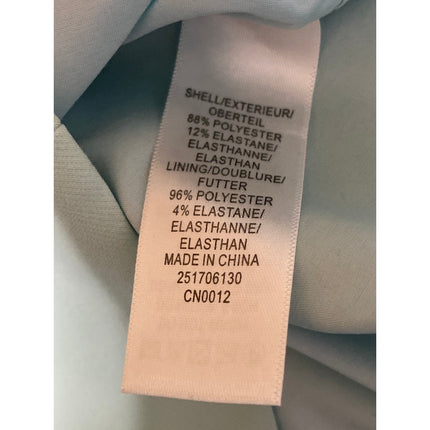 SHELL/EXTERIEUR/
OBERTEIL
88% POLYESTER
12% ELASTANE/
ELASTHANNE/
ELASTHAN
LINING/DOUBLURE/
FUTTER
96% POLYESTER
4% ELASTANE/
ELASTHANNE/
ELASTHAN
MADE IN CHINA
251706130
CN0012